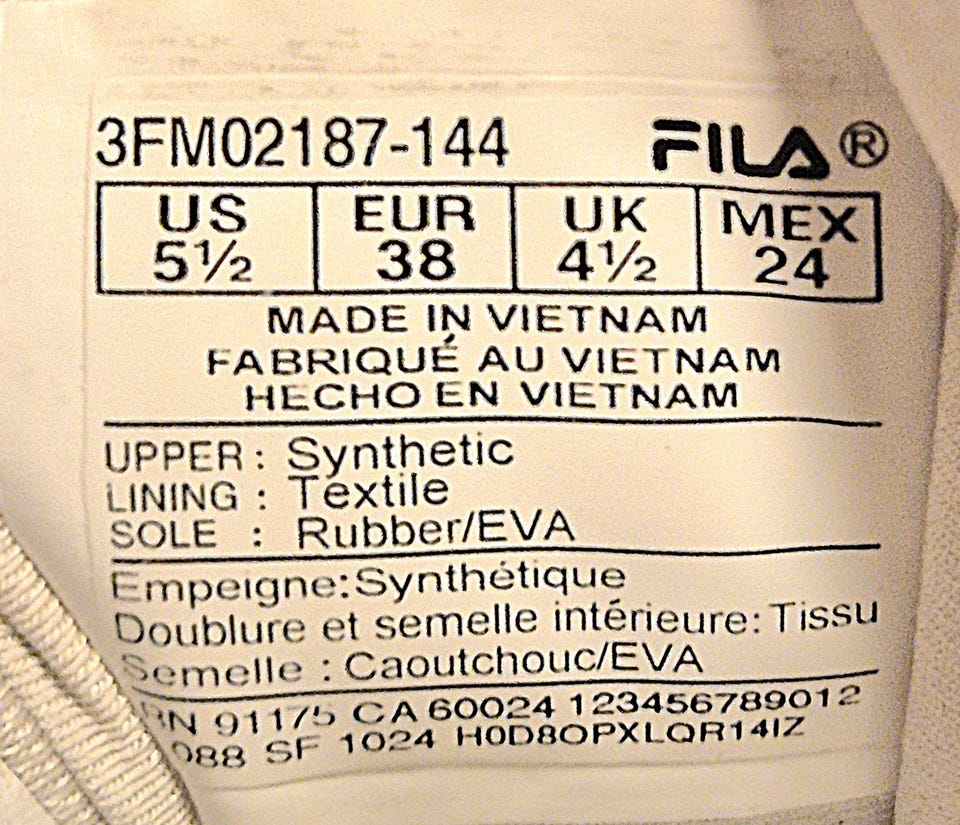 3FM02187-144 FILA®
US EUR UK MEX
5½ 38 4½ 24
MADE IN VIETNAM
FABRIQUÉ AU VIETNAM
HECHO EN VIETNAM
UPPER : Synthetic
LINING : Textile
SOLE : Rubber/EVA
Empeigne:Synthétique
Doublure et semelle intérieure:Tissu
Semelle : Caoutchouc/EVA
RN 91175 CA 60024 123456789012
SF 1024 H0D8OPXLQR14IZ